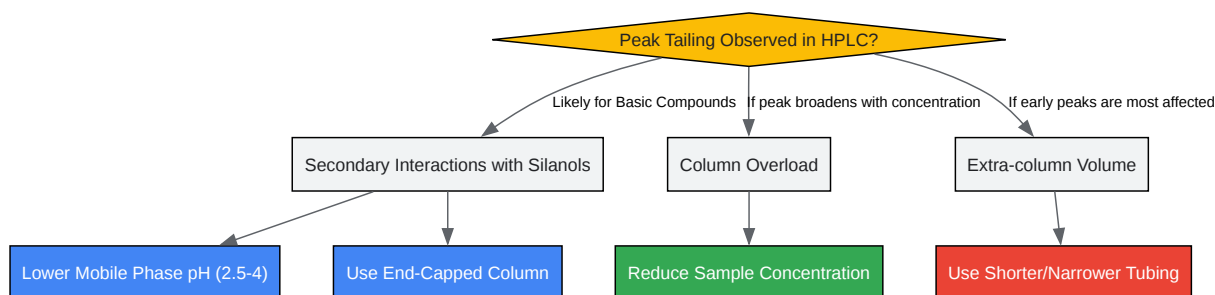 Peak Tailing Observed in HPLC?
Likely for Basic Compounds
If peak broadens with concentration
If early peaks are most affected
Secondary Interactions with Silanols
Column Overload
Extra-column Volume
Lower Mobile Phase pH (2.5-4)
Use End-Capped Column
Reduce Sample Concentration
Use Shorter/Narrower Tubing